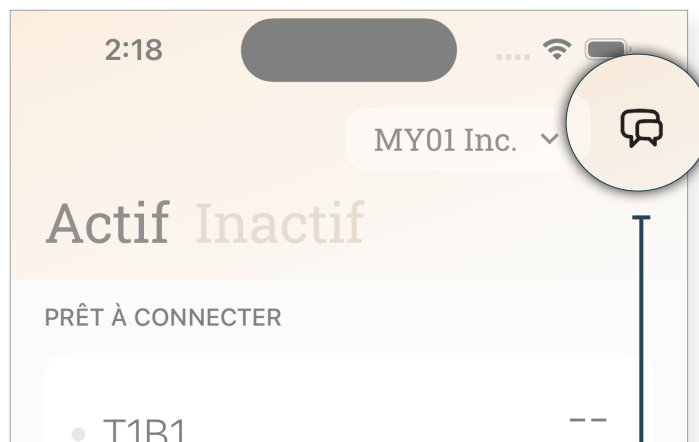 2:18
MY01 Inc.
Actif Inactif
PRÊT À CONNECTER
--
T1B1